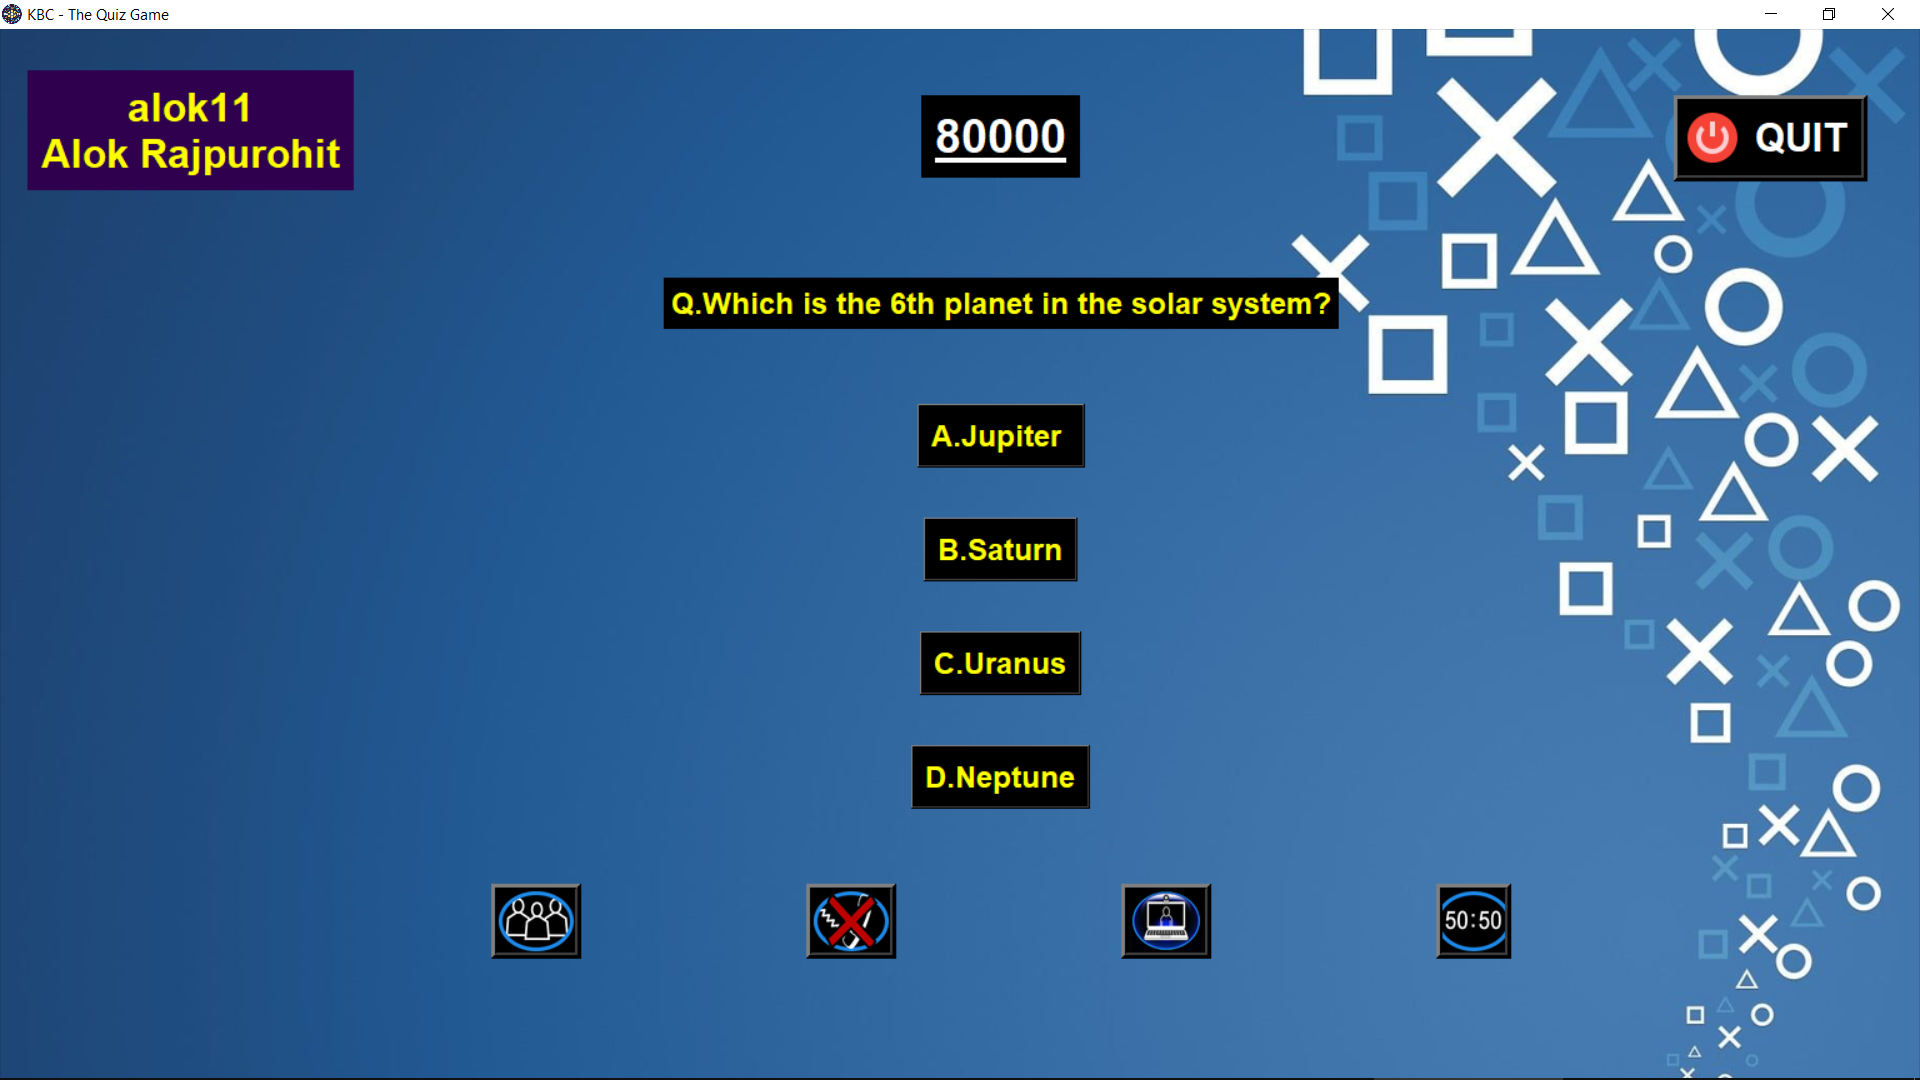 KBC - The Quiz Game
alok11
Alok Rajpurohit
80000
QUIT
Q.Which is the 6th planet in the solar system?
A.Jupiter
B.Saturn
C.Uranus
D.Neptune
50:50